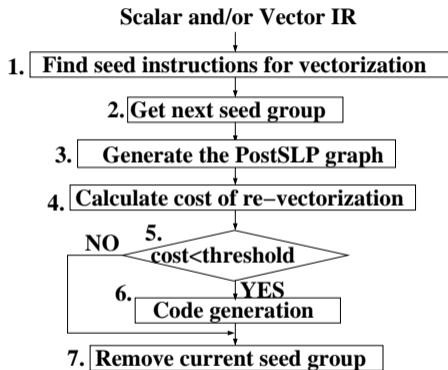 Scalar and/or Vector IR
1. Find seed instructions for vectorization
2. Get next seed group
3. Generate the PostSLP graph
4. Calculate cost of re-vectorization
NO 5.
cost<threshold
6. YES
Code generation
7. Remove current seed group